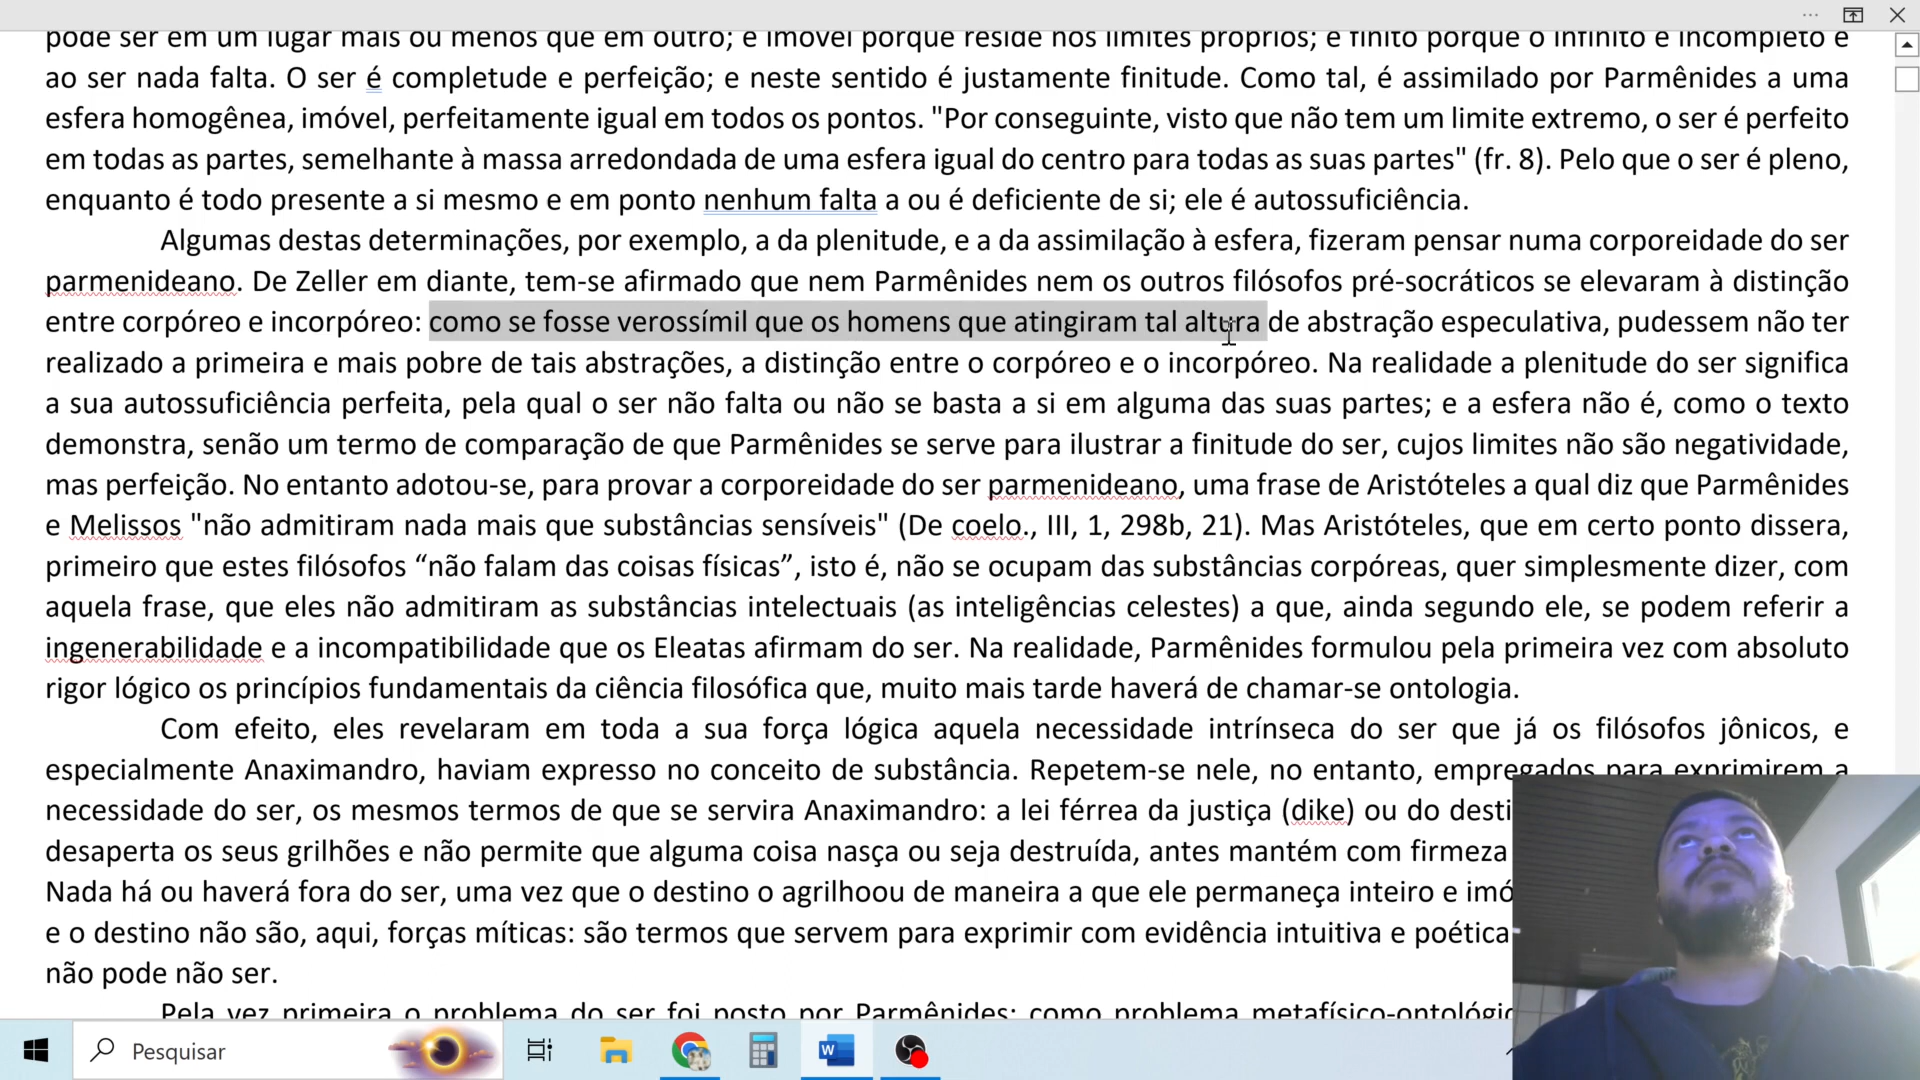 pode ser em um lugar mais ou menos que em outro; é imóvel porque reside nos limites próprios; é finito porque o infinito é incompleto e
ao ser nada falta. O ser é completude e perfeição; e neste sentido é justamente finitude. Como tal, é assimilado por Parmênides a uma
esfera homogênea, imóvel, perfeitamente igual em todos os pontos. "Por conseguinte, visto que não tem um limite extremo, o ser é perfeito
em todas as partes, semelhante à massa arredondada de uma esfera igual do centro para todas as suas partes" (fr. 8). Pelo que o ser é pleno,
enquanto é todo presente a si mesmo e em ponto nenhum falta a ou é deficiente de si; ele é autossuficiência.
Algumas destas determinações, por exemplo, a da plenitude, e a da assimilação à esfera, fizeram pensar numa corporeidade do ser
parmenideano. De Zeller em diante, tem-se afirmado que nem Parmênides nem os outros filósofos pré-socráticos se elevaram à distinção
entre corpóreo e incorpóreo: como se fosse verossímil que os homens que atingiram tal altura de abstração especulativa, pudessem não ter
realizado a primeira e mais pobre de tais abstrações, a distinção entre o corpóreo e o incorpóreo. Na realidade a plenitude do ser significa
a sua autossuficiência perfeita, pela qual o ser não falta ou não se basta a si em alguma das suas partes; e a esfera não é, como o texto
demonstra, senão um termo de comparação de que Parmênides se serve para ilustrar a finitude do ser, cujos limites não são negatividade,
mas perfeição. No entanto adotou-se, para provar a corporeidade do ser parmenideano, uma frase de Aristóteles a qual diz que Parmênides
e Melissos "não admitiram nada mais que substâncias sensíveis" (De coelo., III, 1, 298b, 21). Mas Aristóteles, que em certo ponto dissera,
primeiro que estes filósofos “não falam das coisas físicas”, isto é, não se ocupam das substâncias corpóreas, quer simplesmente dizer, com
aquela frase, que eles não admitiram as substâncias intelectuais (as inteligências celestes) a que, ainda segundo ele, se podem referir a
ingenerabilidade e a incompatibilidade que os Eleatas afirmam do ser. Na realidade, Parmênides formulou pela primeira vez com absoluto
rigor lógico os princípios fundamentais da ciência filosófica que, muito mais tarde haverá de chamar-se ontologia.
Com efeito, eles revelaram em toda a sua força lógica aquela necessidade intrínseca do ser que já os filósofos jônicos, e
especialmente Anaximandro, haviam expresso no conceito de substância. Repetem-se nele, no entanto, empregados para exprimirem a
necessidade do ser, os mesmos termos de que se servira Anaximandro: a lei férrea da justiça (dike) ou do desti
desaperta os seus grilhões e não permite que alguma coisa nasça ou seja destruída, antes mantém com firmeza
Nada há ou haverá fora do ser, uma vez que o destino o agrilhoou de maneira a que ele permaneça inteiro e imó
e o destino não são, aqui, forças míticas: são termos que servem para exprimir com evidência intuitiva e poética
não pode não ser.
Pela vez primeira o problema do ser foi posto por Parmênides: como problema metafísico-ontológic
Pesquisar